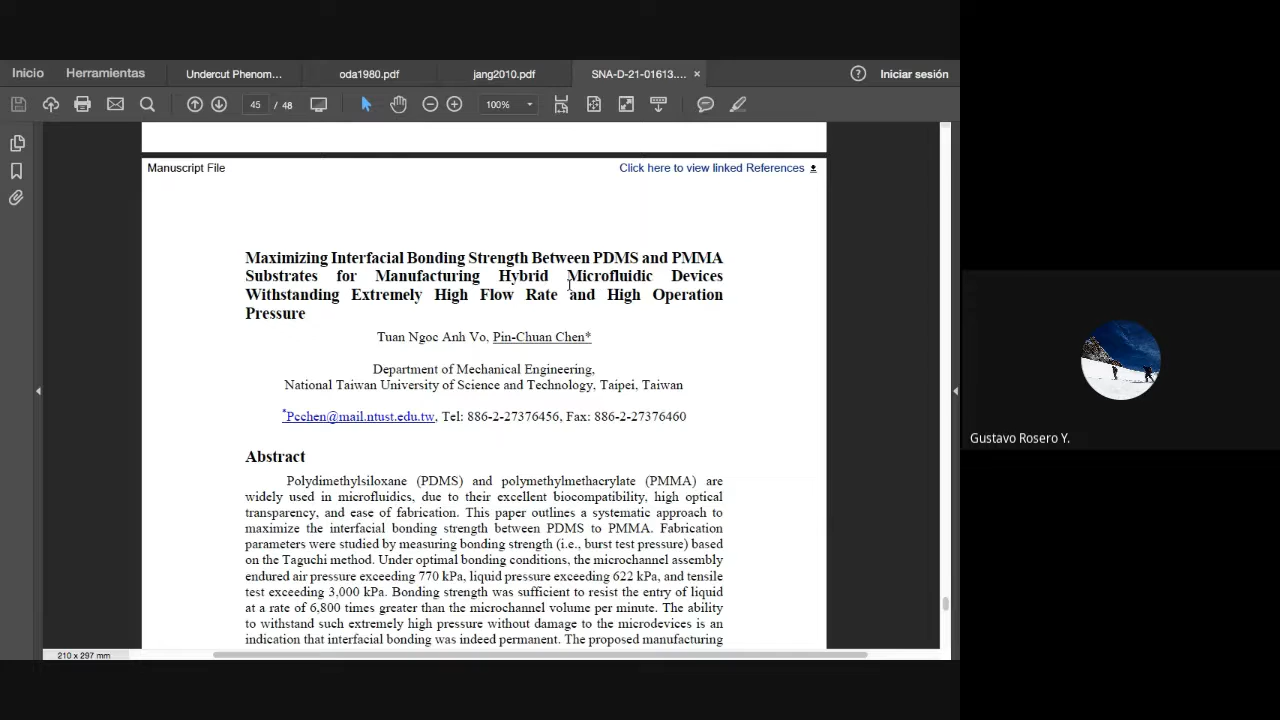 Inicio Herramientas Undercut Phenom... oda1980.pdf jang2010.pdf SNA-D-21-01613.... × Iniciar sesión
45 / 48 100%
Manuscript File Click here to view linked References
Maximizing Interfacial Bonding Strength Between PDMS and PMMA
Substrates for Manufacturing Hybrid Microfluidic Devices
Withstanding Extremely High Flow Rate and High Operation
Pressure
Tuan Ngoc Anh Vo, Pin-Chuan Chen*
Department of Mechanical Engineering,
National Taiwan University of Science and Technology, Taipei, Taiwan
*Pcchen@mail.ntust.edu.tw, Tel: 886-2-27376456, Fax: 886-2-27376460
Abstract
Polydimethylsiloxane (PDMS) and polymethylmethacrylate (PMMA) are
widely used in microfluidics, due to their excellent biocompatibility, high optical
transparency, and ease of fabrication. This paper outlines a systematic approach to
maximize the interfacial bonding strength between PDMS to PMMA. Fabrication
parameters were studied by measuring bonding strength (i.e., burst test pressure) based
on the Taguchi method. Under optimal bonding conditions, the microchannel assembly
endured air pressure exceeding 770 kPa, liquid pressure exceeding 622 kPa, and tensile
test exceeding 3,000 kPa. Bonding strength was sufficient to resist the entry of liquid
at a rate of 6,800 times greater than the microchannel volume per minute. The ability
to withstand such extremely high pressure without damage to the microdevices is an
indication that interfacial bonding was indeed permanent. The proposed manufacturing
210 x 297 mm
Gustavo Rosero Y.